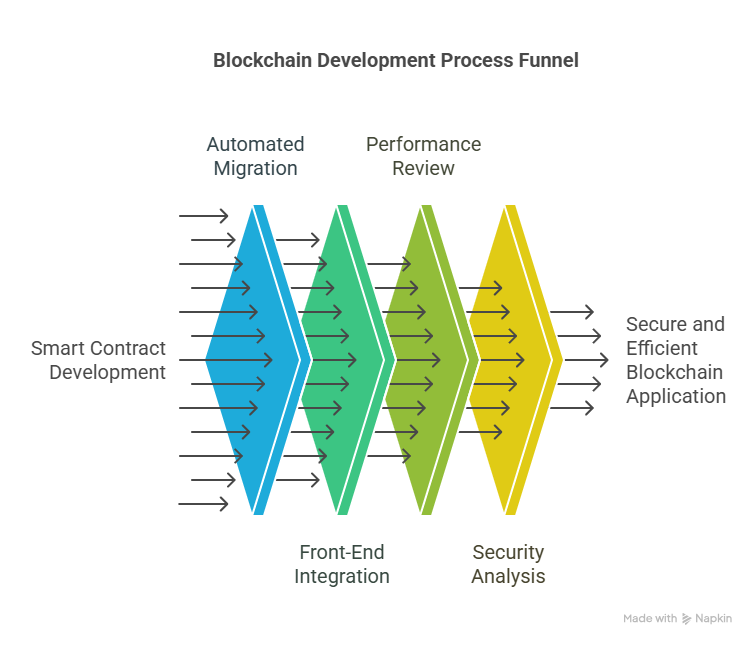 Blockchain Development Process Funnel
Automated
Migration
Performance
Review
Smart Contract
Development
Secure and
Efficient
Blockchain
Application
Front-End
Integration
Security
Analysis
Made with Napkin